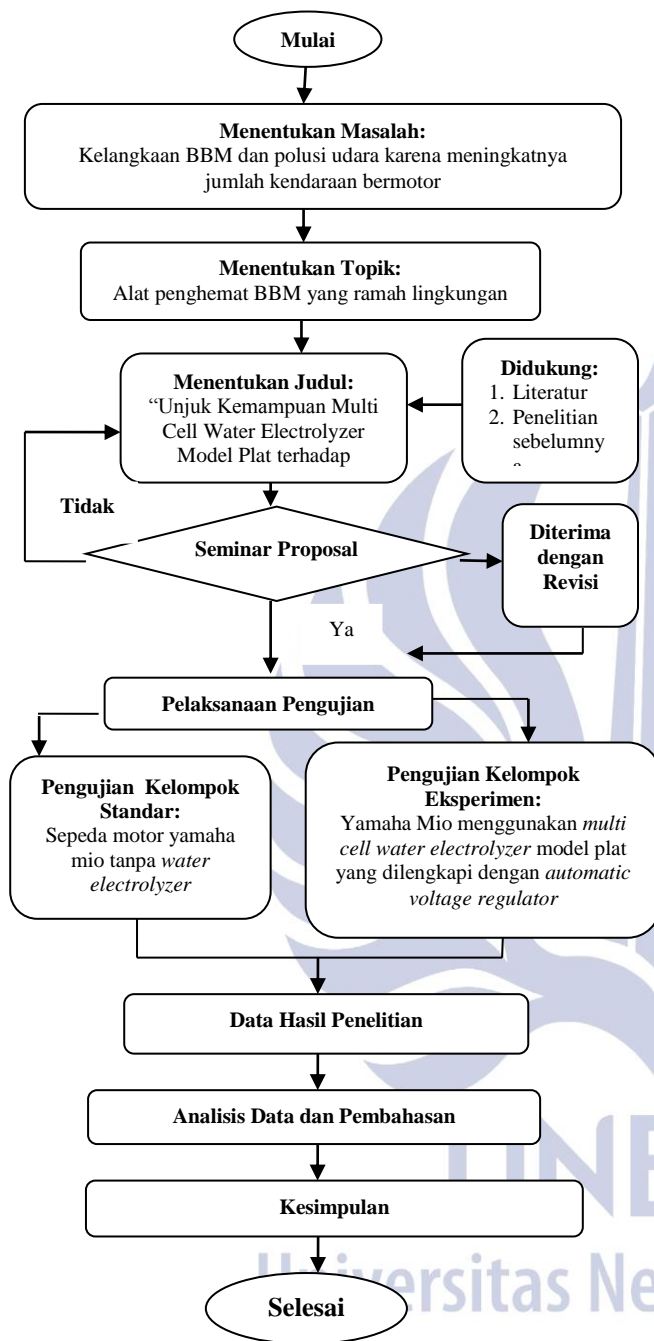 Mulai
Menentukan Masalah:
Kelangkaan BBM dan polusi udara karena meningkatnya
jumlah kendaraan bermotor
Menentukan Topik:
Alat penghemat BBM yang ramah lingkungan
Menentukan Judul:
“Unjuk Kemampuan Multi
Cell Water Electrolyzer
Model Plat terhadap
Didukung:
1. Literatur
2. Penelitian
sebelumny
Tidak
Seminar Proposal
Diterima
dengan
Revisi
Ya
Pelaksanaan Pengujian
Pengujian Kelompok
Standar:
Sepeda motor yamaha
mio tanpa water
electrolyzer
Pengujian Kelompok
Eksperimen:
Yamaha Mio menggunakan multi
cell water electrolyzer model plat
yang dilengkapi dengan automatic
voltage regulator
Data Hasil Penelitian
Analisis Data dan Pembahasan
UNE
Kesimpulan
Universitas Ne
Selesai